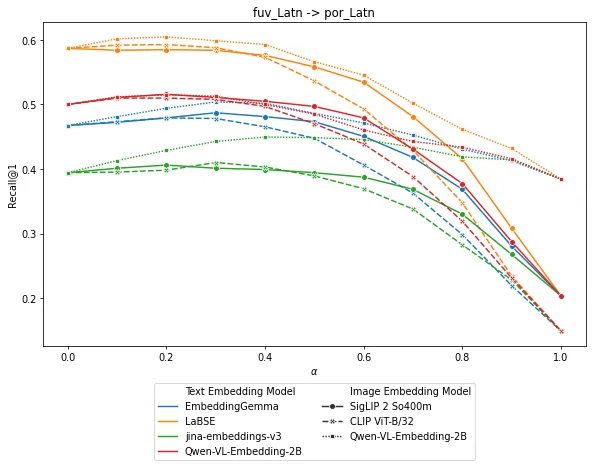 fuv_Latn -> por_Latn
0.6
0.5
0.4
0.3
0.2
Recall@1
0.0 0.2 0.4 0.6 0.8 1.0
α
Text Embedding Model
EmbeddingGemma
LaBSE
jina-embeddings-v3
Qwen-VL-Embedding-2B
Image Embedding Model
SigLIP 2 So400m
CLIP ViT-B/32
Qwen-VL-Embedding-2B